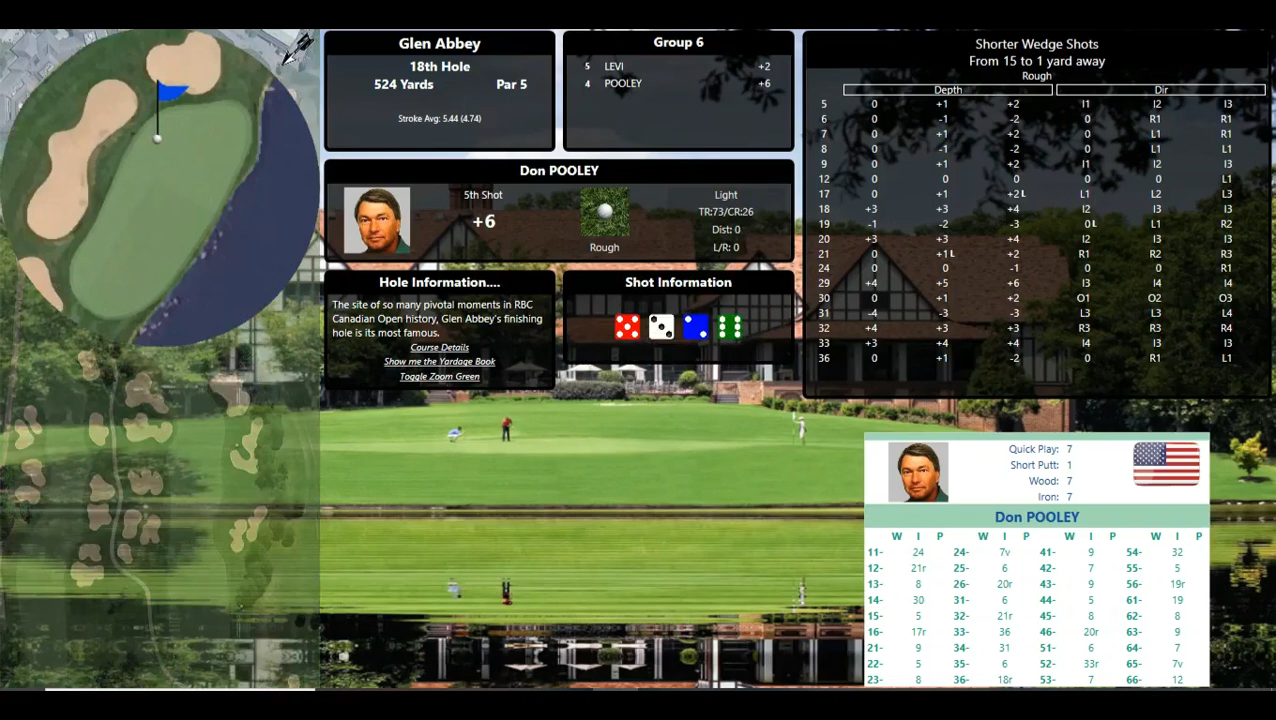 Glen Abbey
18th Hole
524 Yards Par 5
Stroke Avg: 5.44 (4.74)
Group 6
5 LEVI +2
4 POOLEY +6
Don POOLEY
5th Shot
+6
Rough
Light
TR:73/CR:26
Dist: 0
L/R: 0
Hole Information....
The site of so many pivotal moments in RBC
Canadian Open history, Glen Abbey's finishing
hole is its most famous.
Course Details
Show me the Yardage Book
Toggle Zoom Green
Shot Information
Shorter Wedge Shots
From 15 to 1 yard away
Rough
Depth Dir
5 0 +1 +2 I1 I2 I3
6 0 -1 -2 0 R1 R1
7 0 +1 +2 0 L1 R1
8 0 -1 -2 0 L1 L1
9 0 +1 +2 I1 I2 I3
12 0 0 0 0 0 L1
17 0 +1 +2 L L1 L2 L3
18 +3 +3 +4 I2 I3 I3
19 -1 -2 -3 0 L L1 R2
20 +3 +3 +4 I2 I3 I3
21 0 +1 L +2 R1 R2 R3
24 0 0 -1 0 0 L1
29 +4 +5 +6 I3 I4 I4
30 0 +1 +2 O1 O2 O3
31 -4 -3 -3 L3 L3 L4
32 +4 +3 +3 R3 R3 R4
33 +3 +4 +4 I4 I3 I3
36 0 +1 -2 0 R1 L1
Quick Play: 7
Short Putt: 1
Wood: 7
Iron: 7
Don POOLEY
W I P W I P W I P W I P
11- 24 24- 7v 41- 9 54- 32
12- 21r 25- 6 42- 7 55- 5
13- 8 26- 20r 43- 9 56- 19r
14- 30 31- 6 44- 5 61- 19
15- 5 32- 21r 45- 8 62- 8
16- 17r 33- 36 46- 20r 63- 9
21- 9 34- 31 51- 6 64- 7
22- 5 35- 6 52- 33r 65- 7v
23- 8 36- 18r 53- 7 66- 12